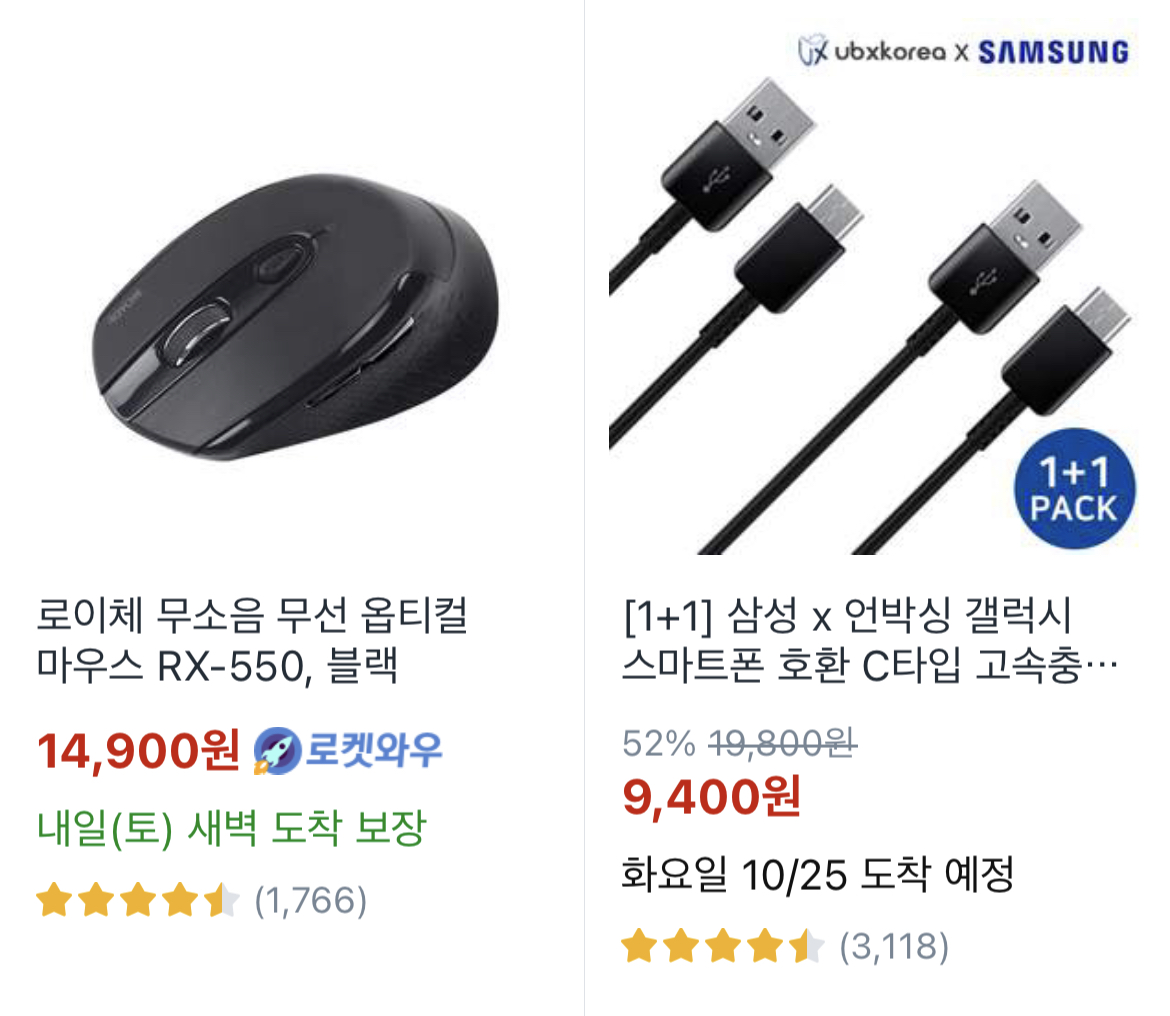 로이체 무소음 무선 옵티컬
마우스 RX-550, 블랙
14,900원 로켓와우
내일(토) 새벽 도착 보장
(1,766)
ubxkorea x SAMSUNG
1+1
PACK
[1+1] 삼성 x 언박싱 갤럭시
스마트폰 호환 C타입 고속충…
52% 19,800원
9,400원
화요일 10/25 도착 예정
(3,118)